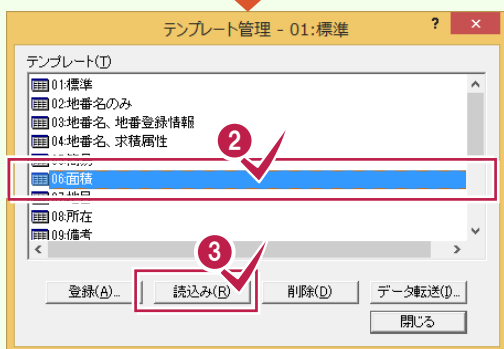 テンプレート管理 - 01:標準
? ×
テンプレート(T)
01:標準
02:地番名のみ
03:地番名、地番登録情報
04:地番名、求積属性
2
06:面積
08:所在
09:備考
3
登録(A)... 読込み(R) 削除(D) データ転送(I)...
閉じる